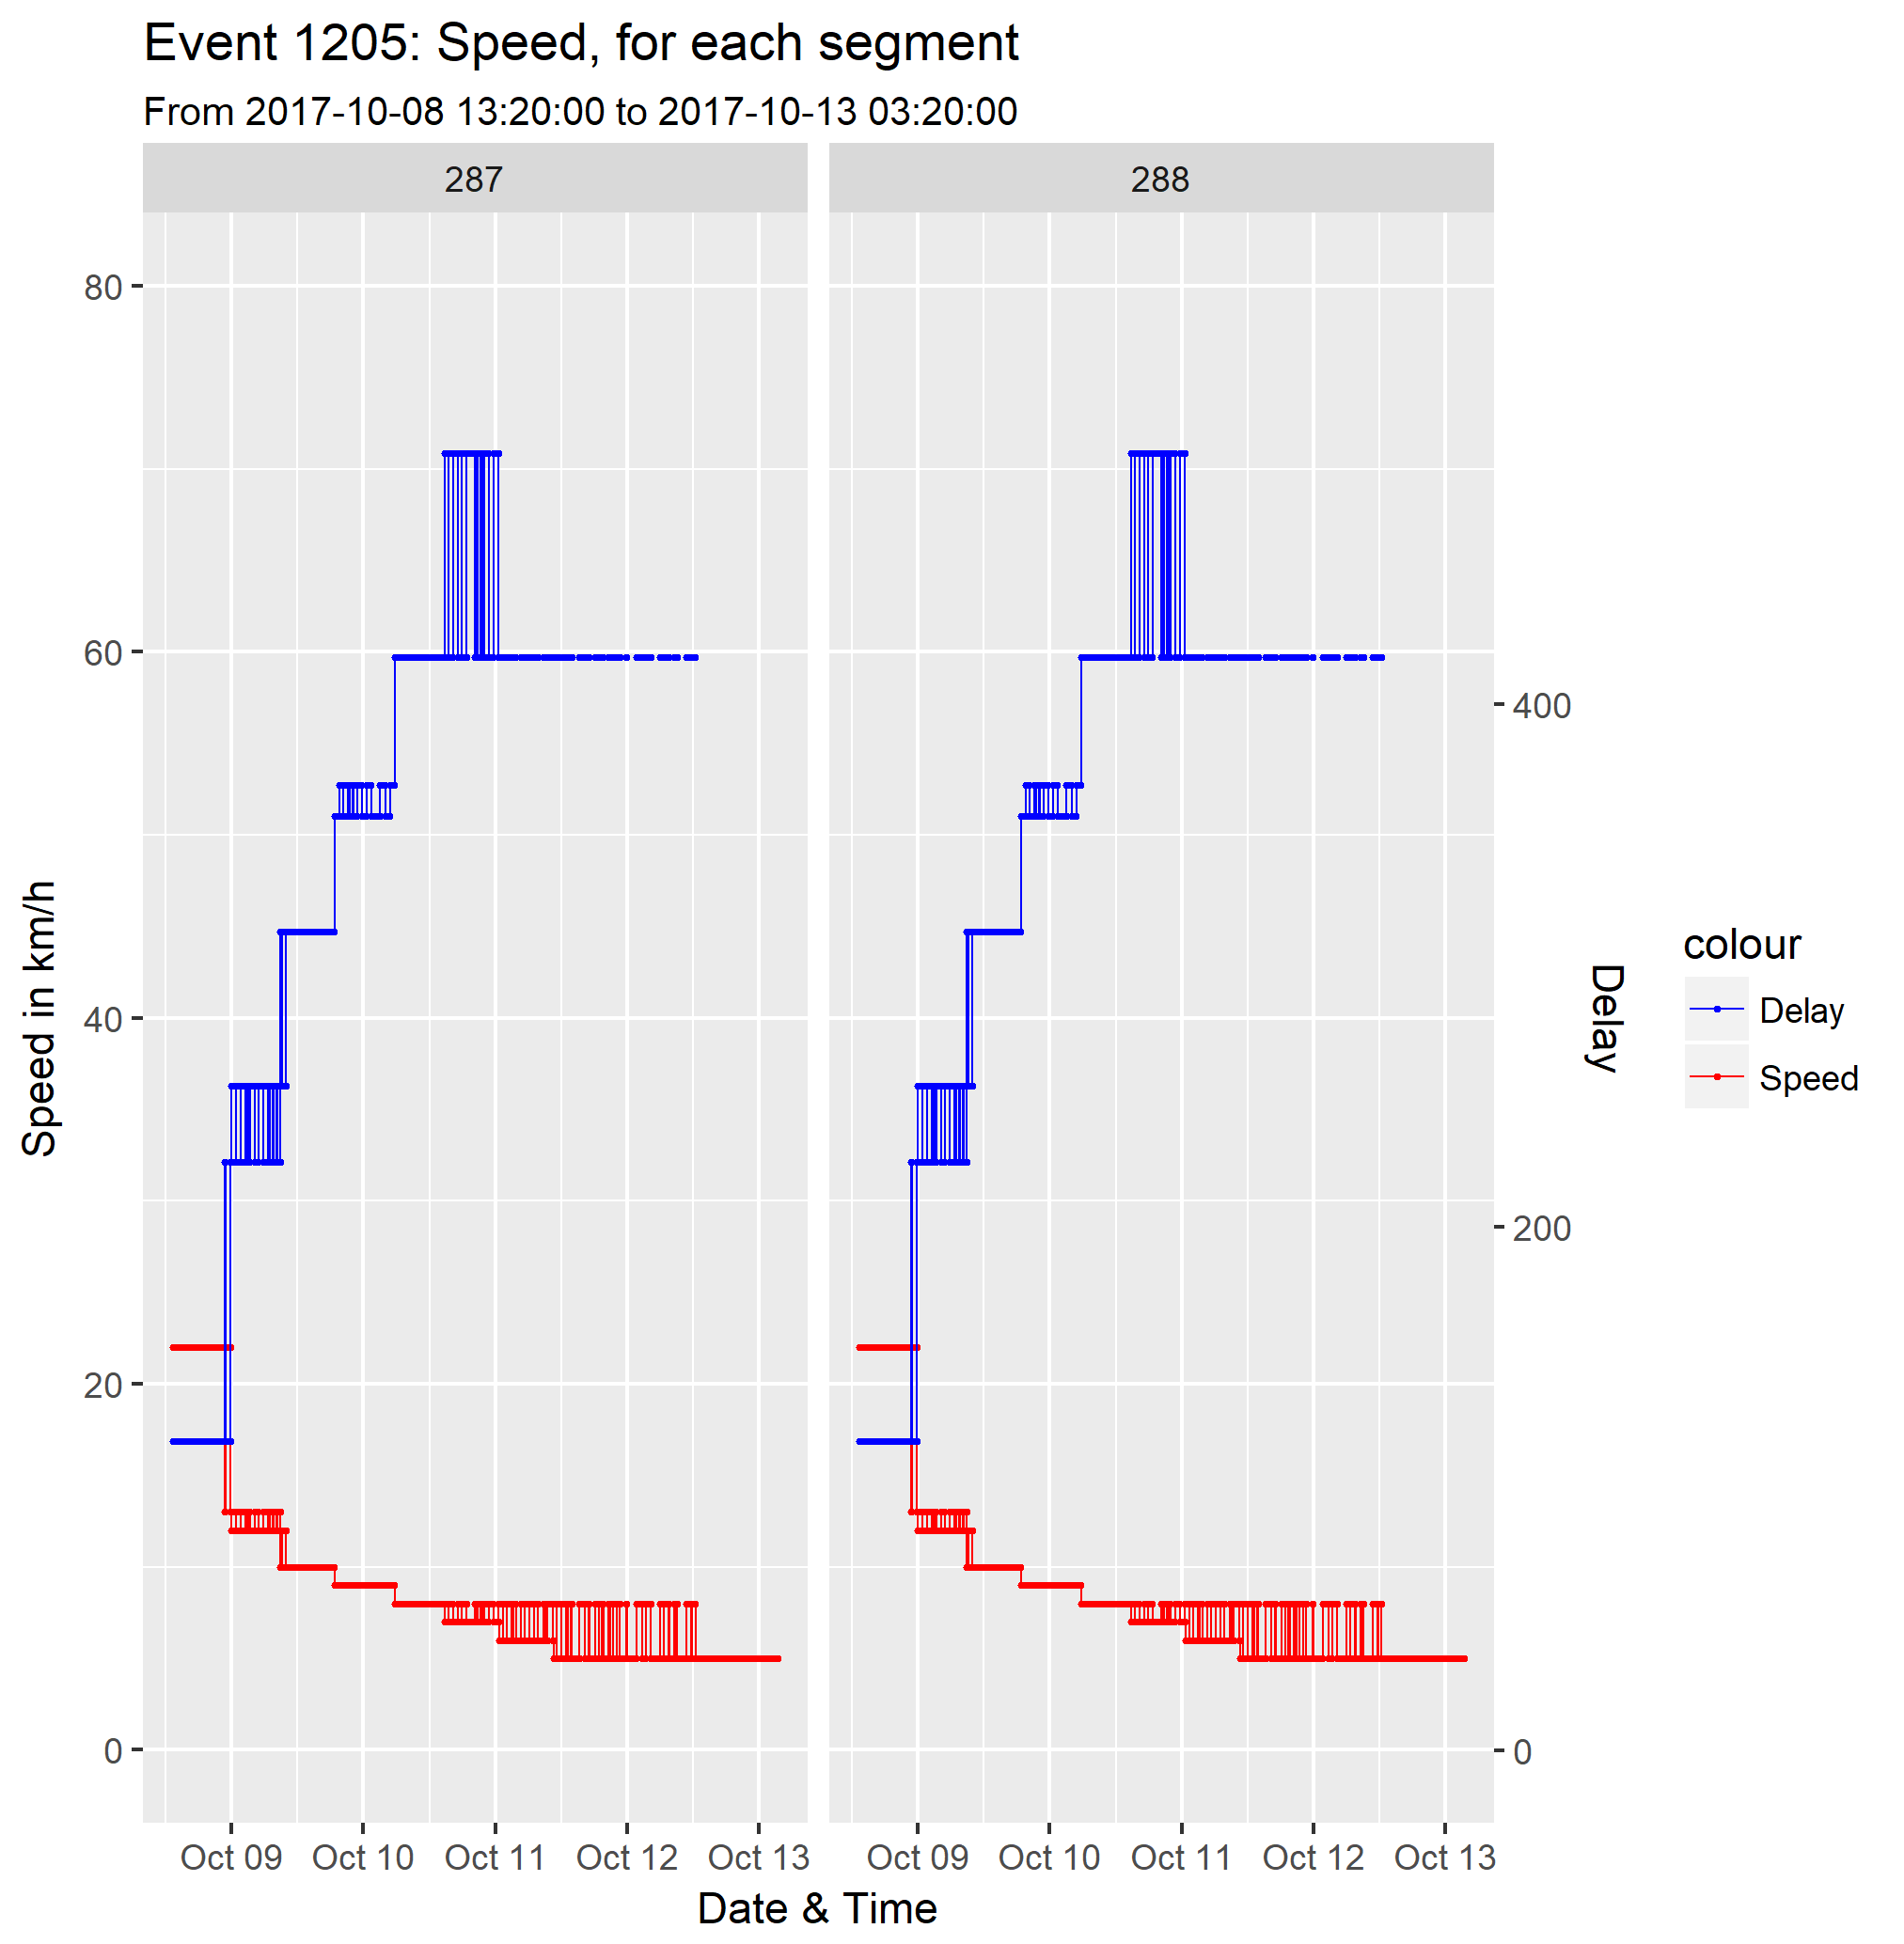 Event 1205: Speed, for each segment
From 2017-10-08 13:20:00 to 2017-10-13 03:20:00
287
288
80
60
40
20
0
Speed in km/h
400
200
0
Delay
colour
Delay
Speed
Oct 09 Oct 10 Oct 11 Oct 12 Oct 13
Oct 09 Oct 10 Oct 11 Oct 12 Oct 13
Date & Time